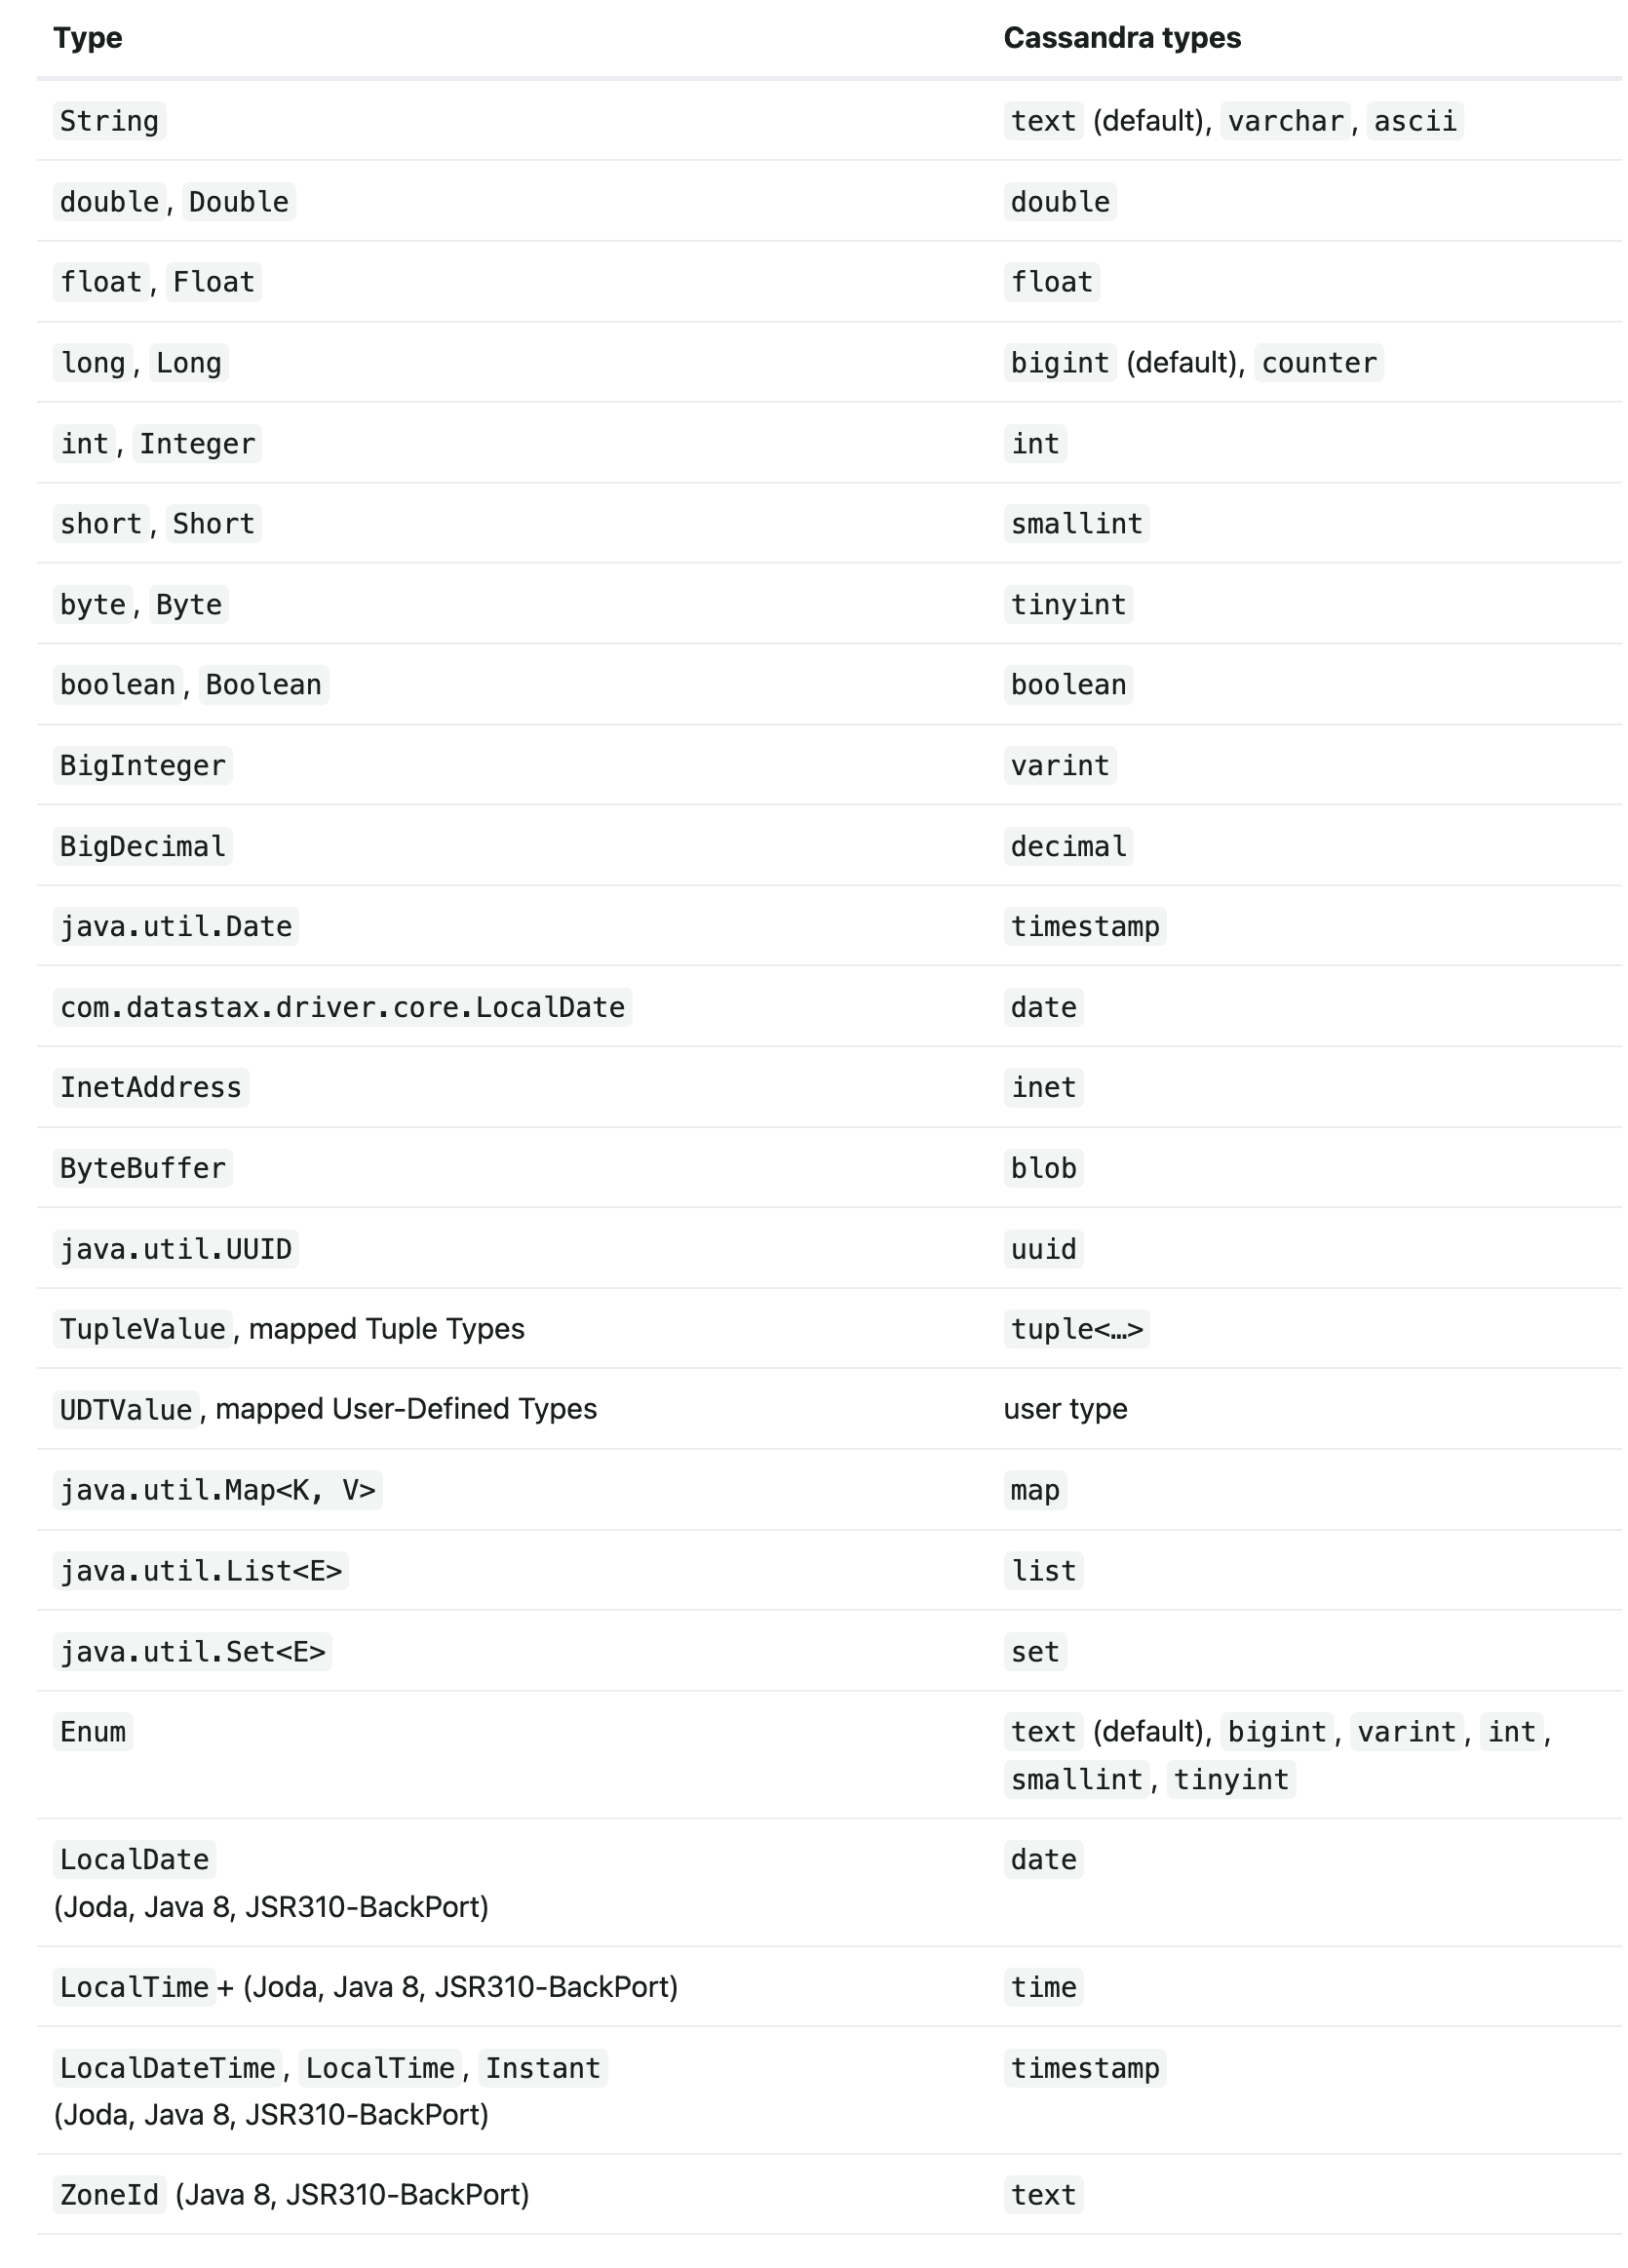 Type Cassandra types
String text (default), varchar, ascii
double, Double double
float, Float float
long, Long bigint (default), counter
int, Integer int
short, Short smallint
byte, Byte tinyint
boolean, Boolean boolean
BigInteger varint
BigDecimal decimal
java.util.Date timestamp
com.datastax.driver.core.LocalDate date
InetAddress inet
ByteBuffer blob
java.util.UUID uuid
TupleValue, mapped Tuple Types tuple<…>
UDTValue, mapped User-Defined Types user type
java.util.Map<K, V> map
java.util.List<E> list
java.util.Set<E> set
Enum text (default), bigint, varint, int,
smallint, tinyint
LocalDate date
(Joda, Java 8, JSR310-BackPort)
LocalTime+ (Joda, Java 8, JSR310-BackPort) time
LocalDateTime, LocalTime, Instant timestamp
(Joda, Java 8, JSR310-BackPort)
ZoneId (Java 8, JSR310-BackPort) text